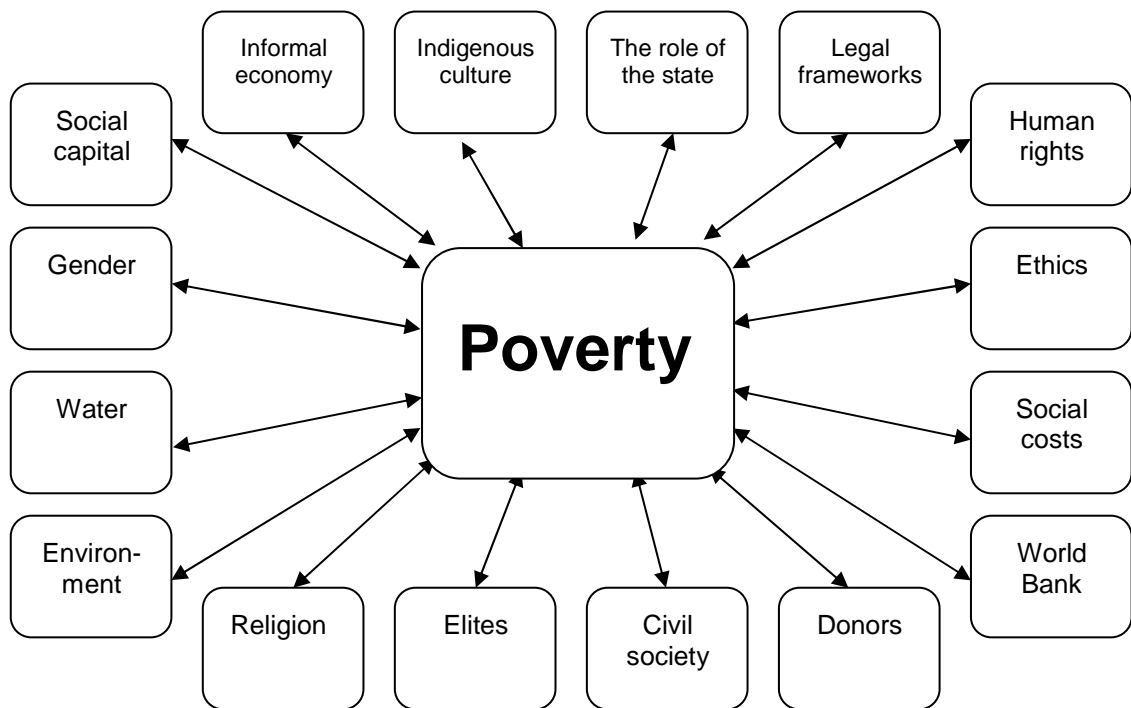 Informal
economy
Indigenous
culture
The role of
the state
Legal
frameworks
Social
capital
Human
rights
Gender
Ethics
Poverty
Water
Social
costs
Environ-
ment
World
Bank
Religion
Elites
Civil
society
Donors